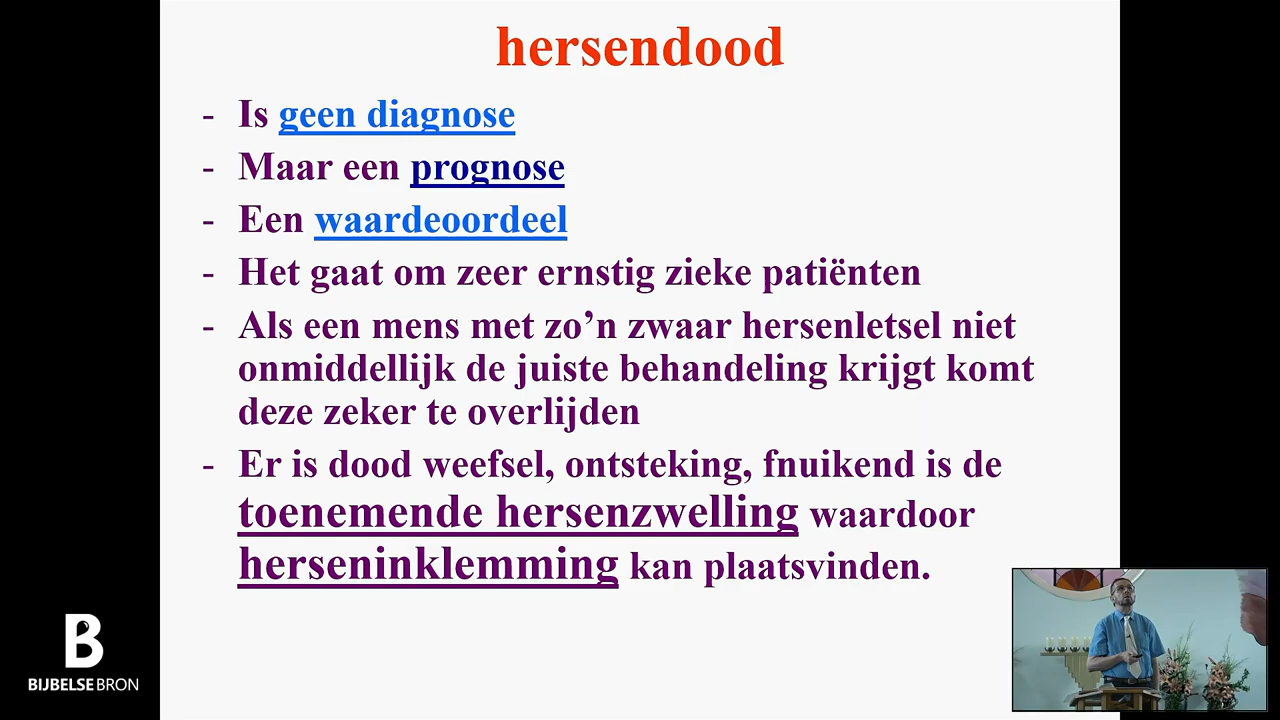 hersendood
- Is geen diagnose
- Maar een prognose
- Een waardeoordeel
- Het gaat om zeer ernstig zieke patiënten
- Als een mens met zo’n zwaar hersenletsel niet
onmiddellijk de juiste behandeling krijgt komt
deze zeker te overlijden
- Er is dood weefsel, ontsteking, fnuikend is de
toenemende hersenzwelling waardoor
herseninklemming kan plaatsvinden.
B
BIJBELSE BRON